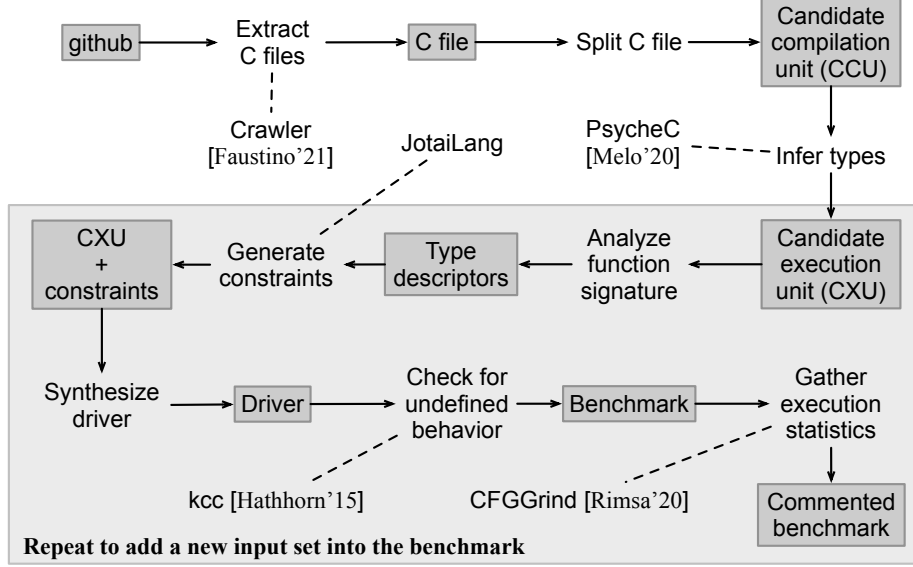 github
Extract
C files
C file
Split C file
Candidate
compilation
unit (CCU)
Crawler
[Faustino’21]
JotaiLang
PsycheC
[Melo’20]
Infer types
CXU
+
constraints
Generate
constraints
Type
descriptors
Analyze
function
signature
Candidate
execution
unit (CXU)
Synthesize
driver
Driver
Check for
undefined
behavior
Benchmark
Gather
execution
statistics
kcc [Hathhorn’15]
CFGGrind [Rimsa’20]
Commented
benchmark
Repeat to add a new input set into the benchmark